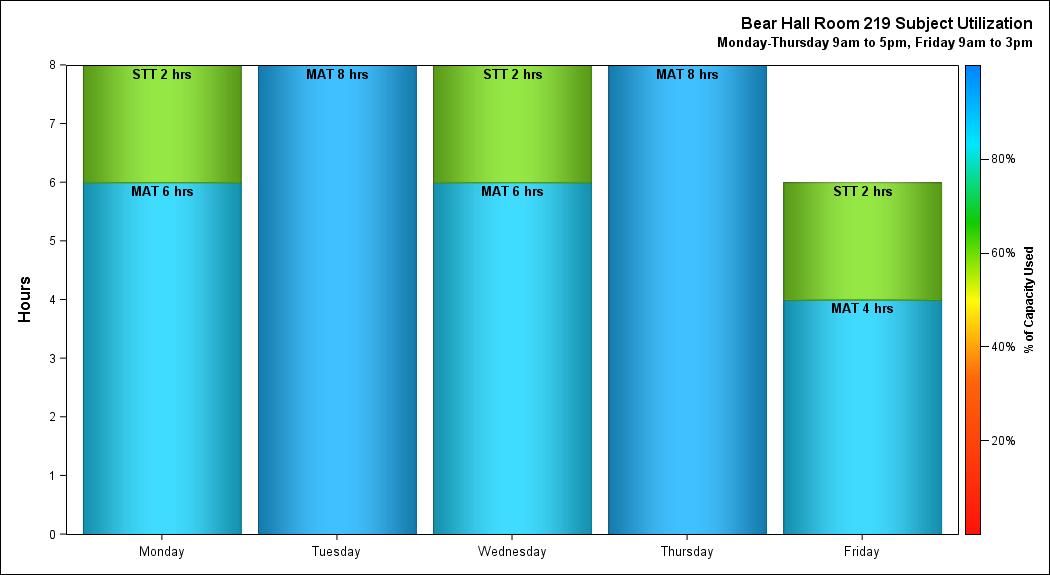 Bear Hall Room 219 Subject Utilization
Monday-Thursday 9am to 5pm, Friday 9am to 3pm
Hours
8
7
6
5
4
3
2
1
0
STT 2 hrs
MAT 6 hrs
MAT 8 hrs
STT 2 hrs
MAT 6 hrs
MAT 8 hrs
STT 2 hrs
MAT 4 hrs
Monday
Tuesday
Wednesday
Thursday
Friday
80%
60%
40%
20%
% of Capacity Used